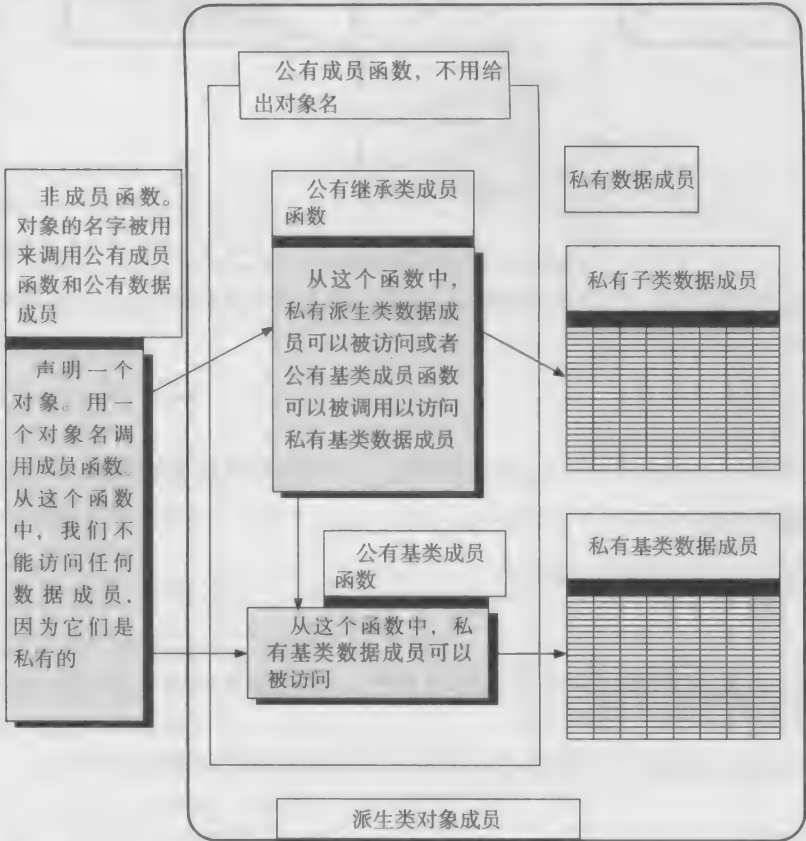 公有成员函数，不用给
出对象名
非成员函数。
对象的名字被用
来调用公有成员
函数和公有数据
成员
公有继承类成员
函数
私有数据成员
从这个函数中，
私有派生类数据成
员可以被访问或者
公有基类成员函数
可以被调用以访问
私有基类数据成员
私有子类数据成员
声明一个
对象。用一
个对象名调
用成员函数。
从这个函数
中，我们不
能访问任何
数据成员，
因为它们是
私有的
公有基类成员
函数
从这个函数中，私
有基类数据成员可以
被访问
私有基类数据成员
派生类对象成员